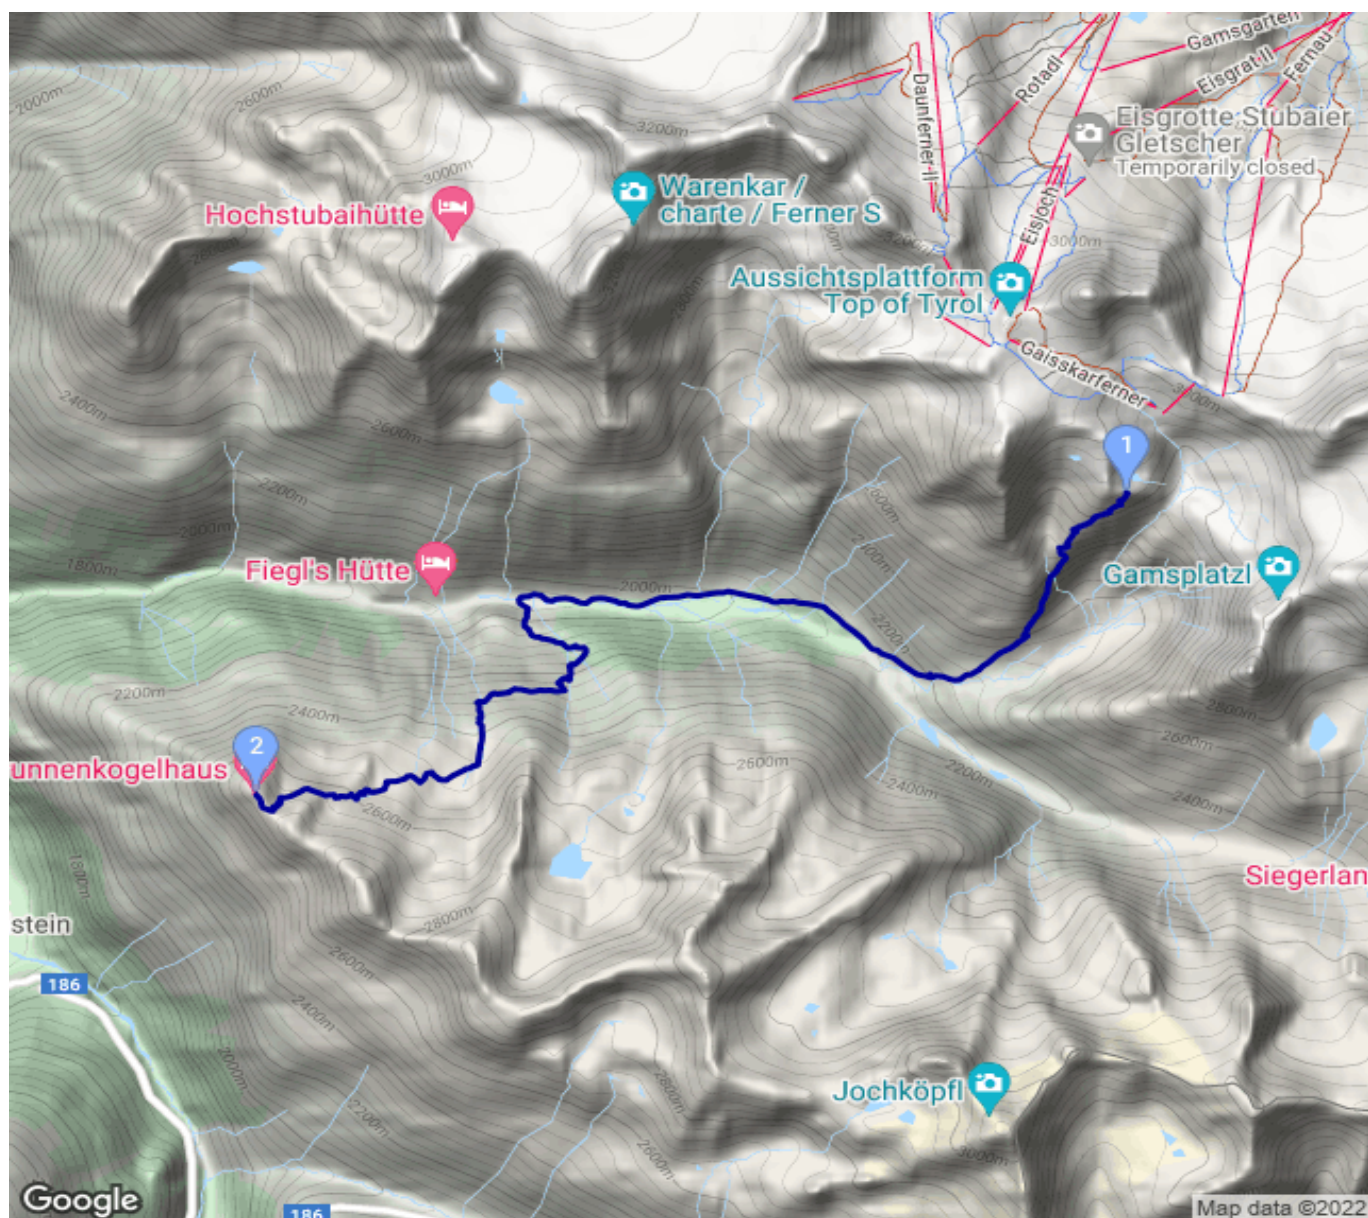 Gamsgarten
Rotadl
Eisgrat II
Fernau
2000m
2600m
Daunferner II
Eisgrotte Stubaier
Gletscher
Temporarily closed
3200m
3000m
Warenkar /
charte / Ferner S
Hochstubaihütte
Eisjoch
3000m
Aussichtsplattform
Top of Tyrol
Gaisskarferner
2400m
2600m
1
2200m
1800m
Fiegl's Hütte
2000m
Gamsplatzl
2200m
2200m
2400m
2800m
2
unnenkogelhaus
2600m
2600m
2200m
2400m
2600m
1800m
Siegerlan
2800m
stein
2600m
186
2400m
2000m
2800m
Jochköpfl
2200m
2600m
3000m
Google
186
Map data ©2022